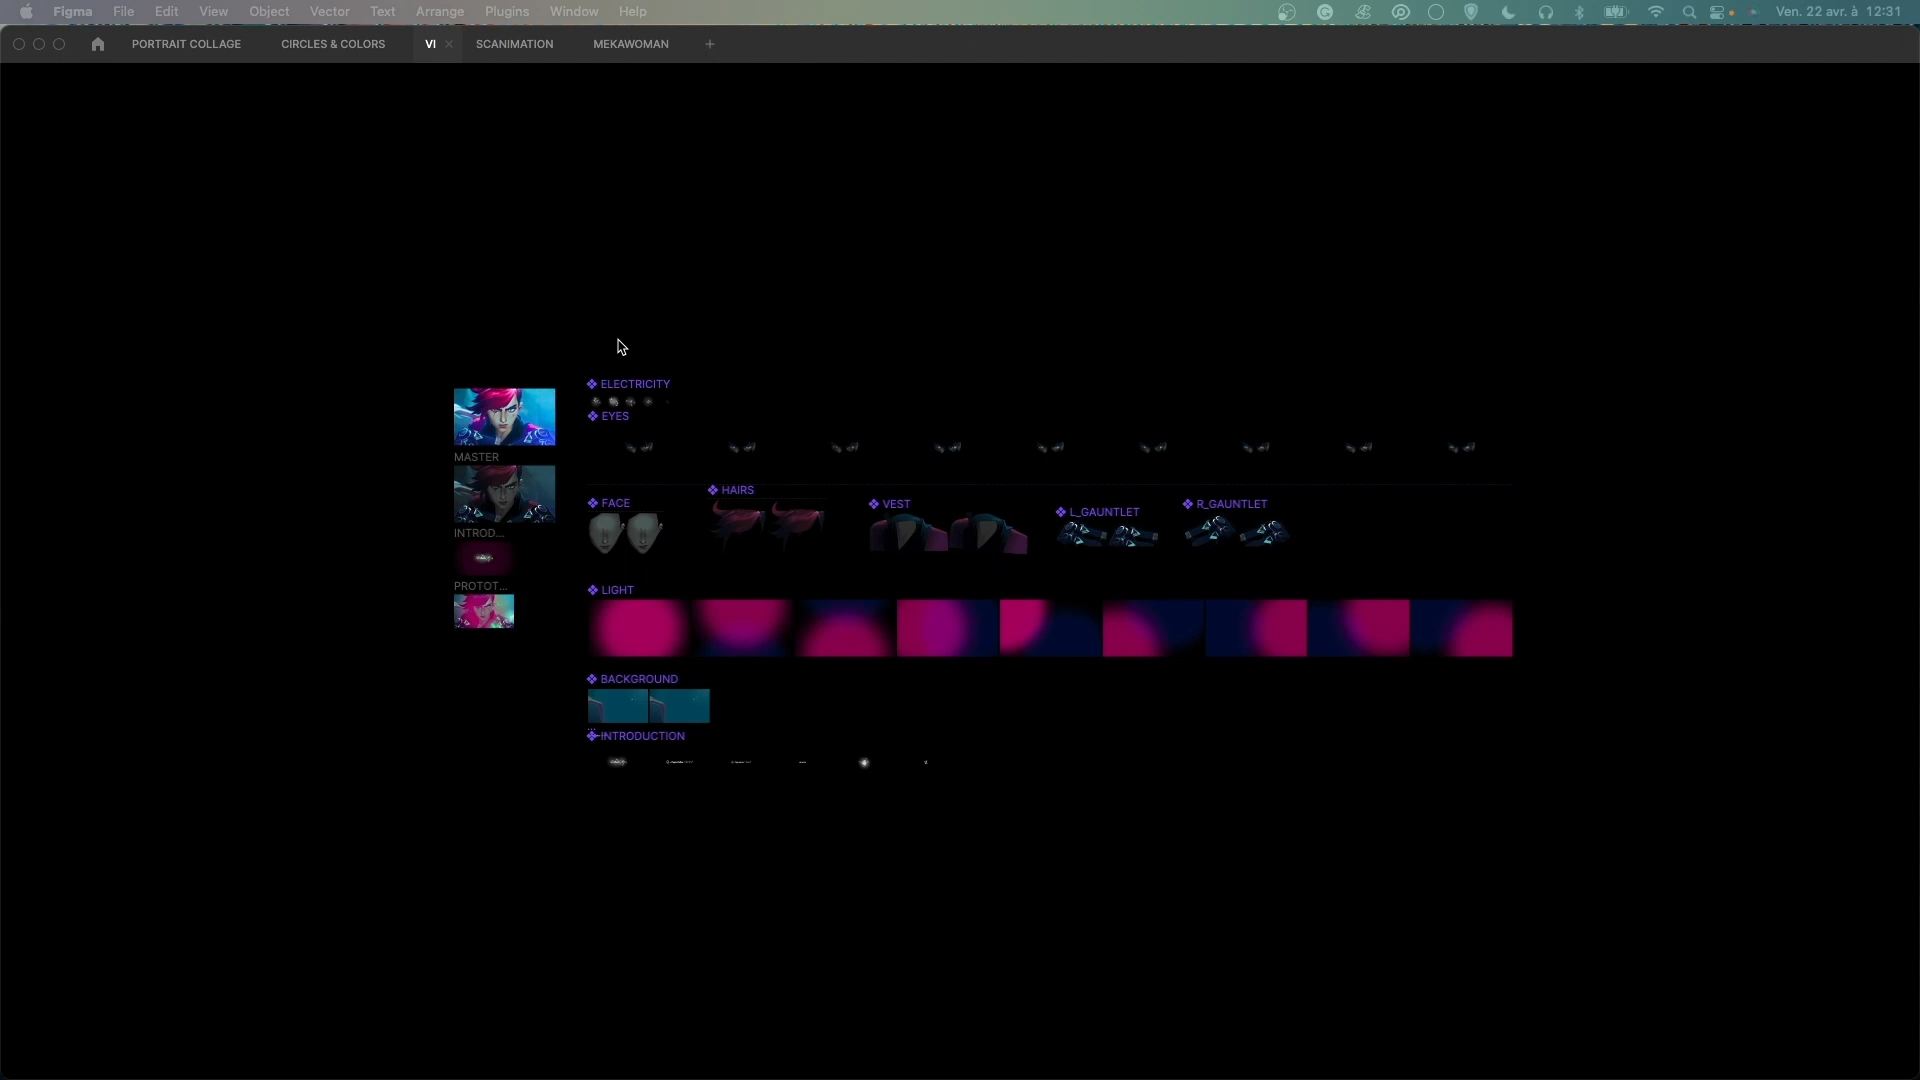 Figma File Edit View Object Vector Text Arrange Plugins Window Help Ven. 22 avr. à 12:31
PORTRAIT COLLAGE CIRCLES & COLORS VI SCANIMATION MEKAWOMAN
ELECTRICITY
EYES
MASTER
HAIRS
FACE
VEST
L_GAUNTLET
R_GAUNTLET
INTROD...
PROTOT...
LIGHT
BACKGROUND
INTRODUCTION